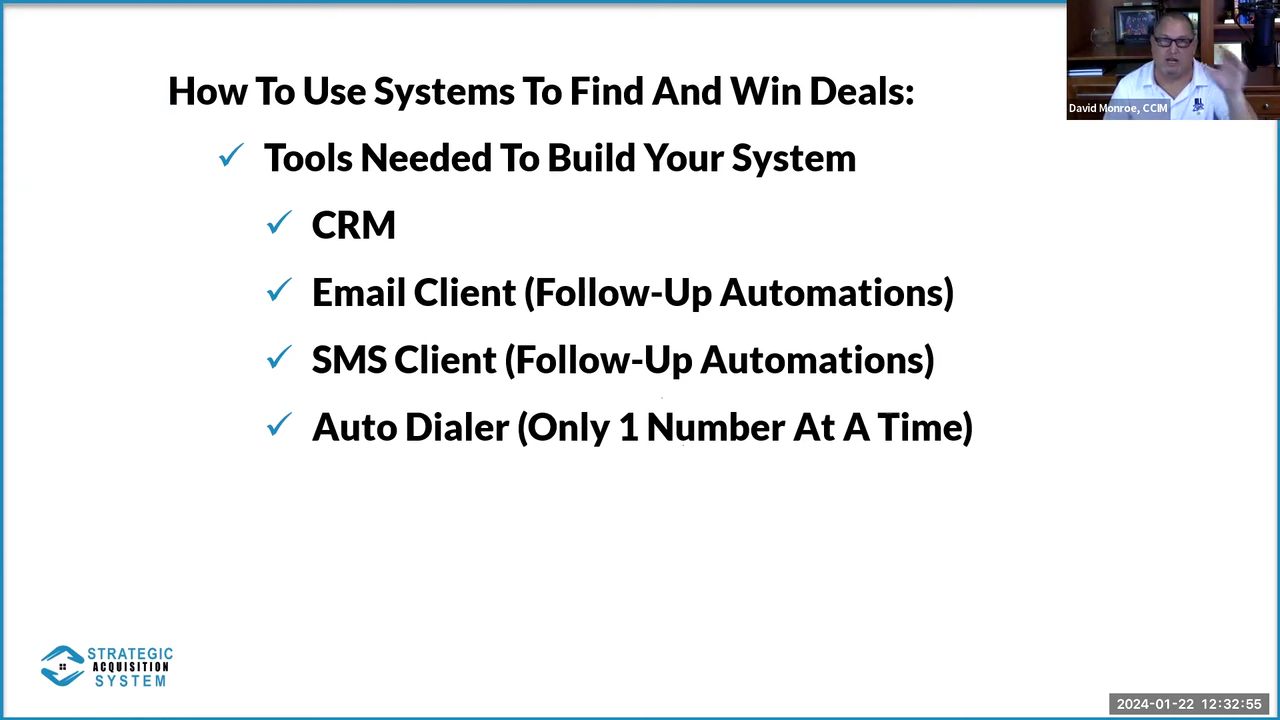 How To Use Systems To Find And Win Deals:
Tools Needed To Build Your System
CRM
Email Client (Follow-Up Automations)
SMS Client (Follow-Up Automations)
Auto Dialer (Only 1 Number At A Time)
David Monroe, CCIM
STRATEGIC
ACQUISITION
SYSTEM
2024-01-22 12:32:55